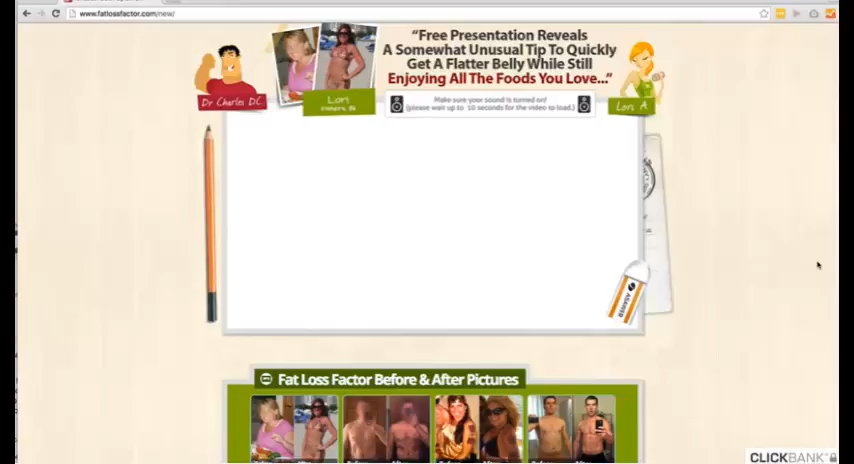 www.fatlossfactor.com/new/
“Free Presentation Reveals
A Somewhat Unusual Tip To Quickly
Get A Flatter Belly While Still
Enjoying All The Foods You Love...”
Dr Charles DC
Lori
Make sure your sound is turned on!
(please wait up to 10 seconds for the video to load.)
Lori A
Fat Loss Factor Before & After Pictures
CLICKBANK